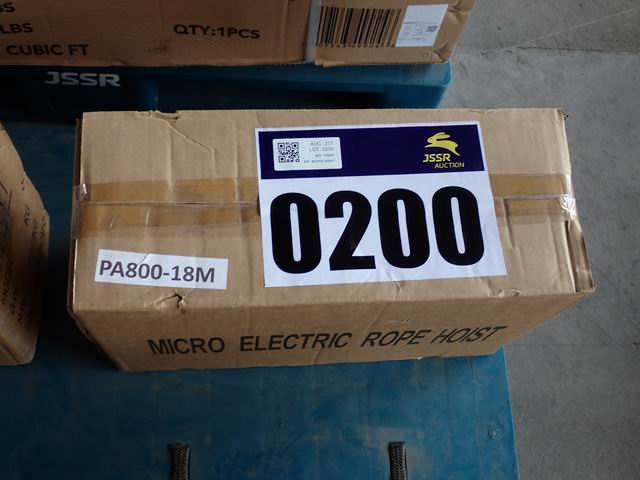 LBS
QTY:1PCS
CUBIC FT
JSSR
AUC : 277
LOT : 0200
JSSR
AUCTION
0200
PA800-18M
MICRO ELECTRIC ROPE HOIST